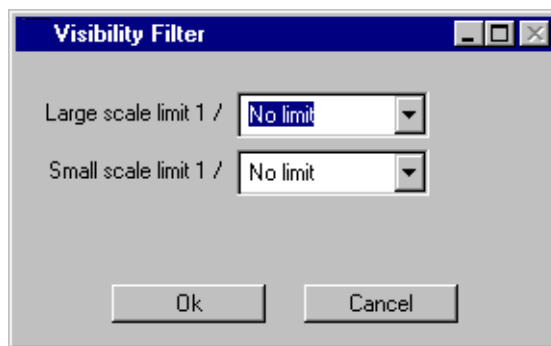 Visibility Filter
Large scale limit 1 / No limit
Small scale limit 1 / No limit
Ok Cancel